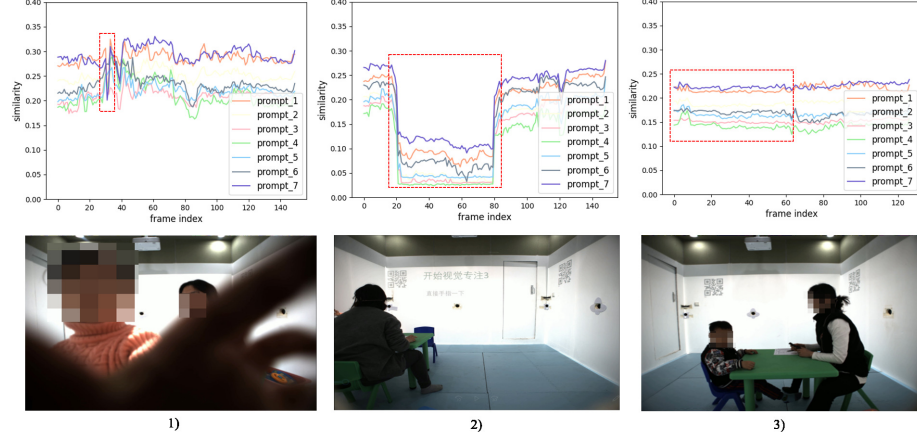 0.40
0.35
0.30
0.25
0.20
0.15
0.10
0.05
0.00
similarity
0 20 40 60 80 100 120 140
frame index
prompt_1
prompt_2
prompt_3
prompt_4
prompt_5
prompt_6
prompt_7
0.40
0.35
0.30
0.25
0.20
0.15
0.10
0.05
0.00
similarity
0 20 40 60 80 100 120 140
frame index
prompt_1
prompt_2
prompt_3
prompt_4
prompt_5
prompt_6
prompt_7
0.40
0.35
0.30
0.25
0.20
0.15
0.10
0.05
0.00
similarity
0 20 40 60 80 100 120
frame index
prompt_1
prompt_2
prompt_3
prompt_4
prompt_5
prompt_6
prompt_7
开始视觉专注3
1)
2)
3)